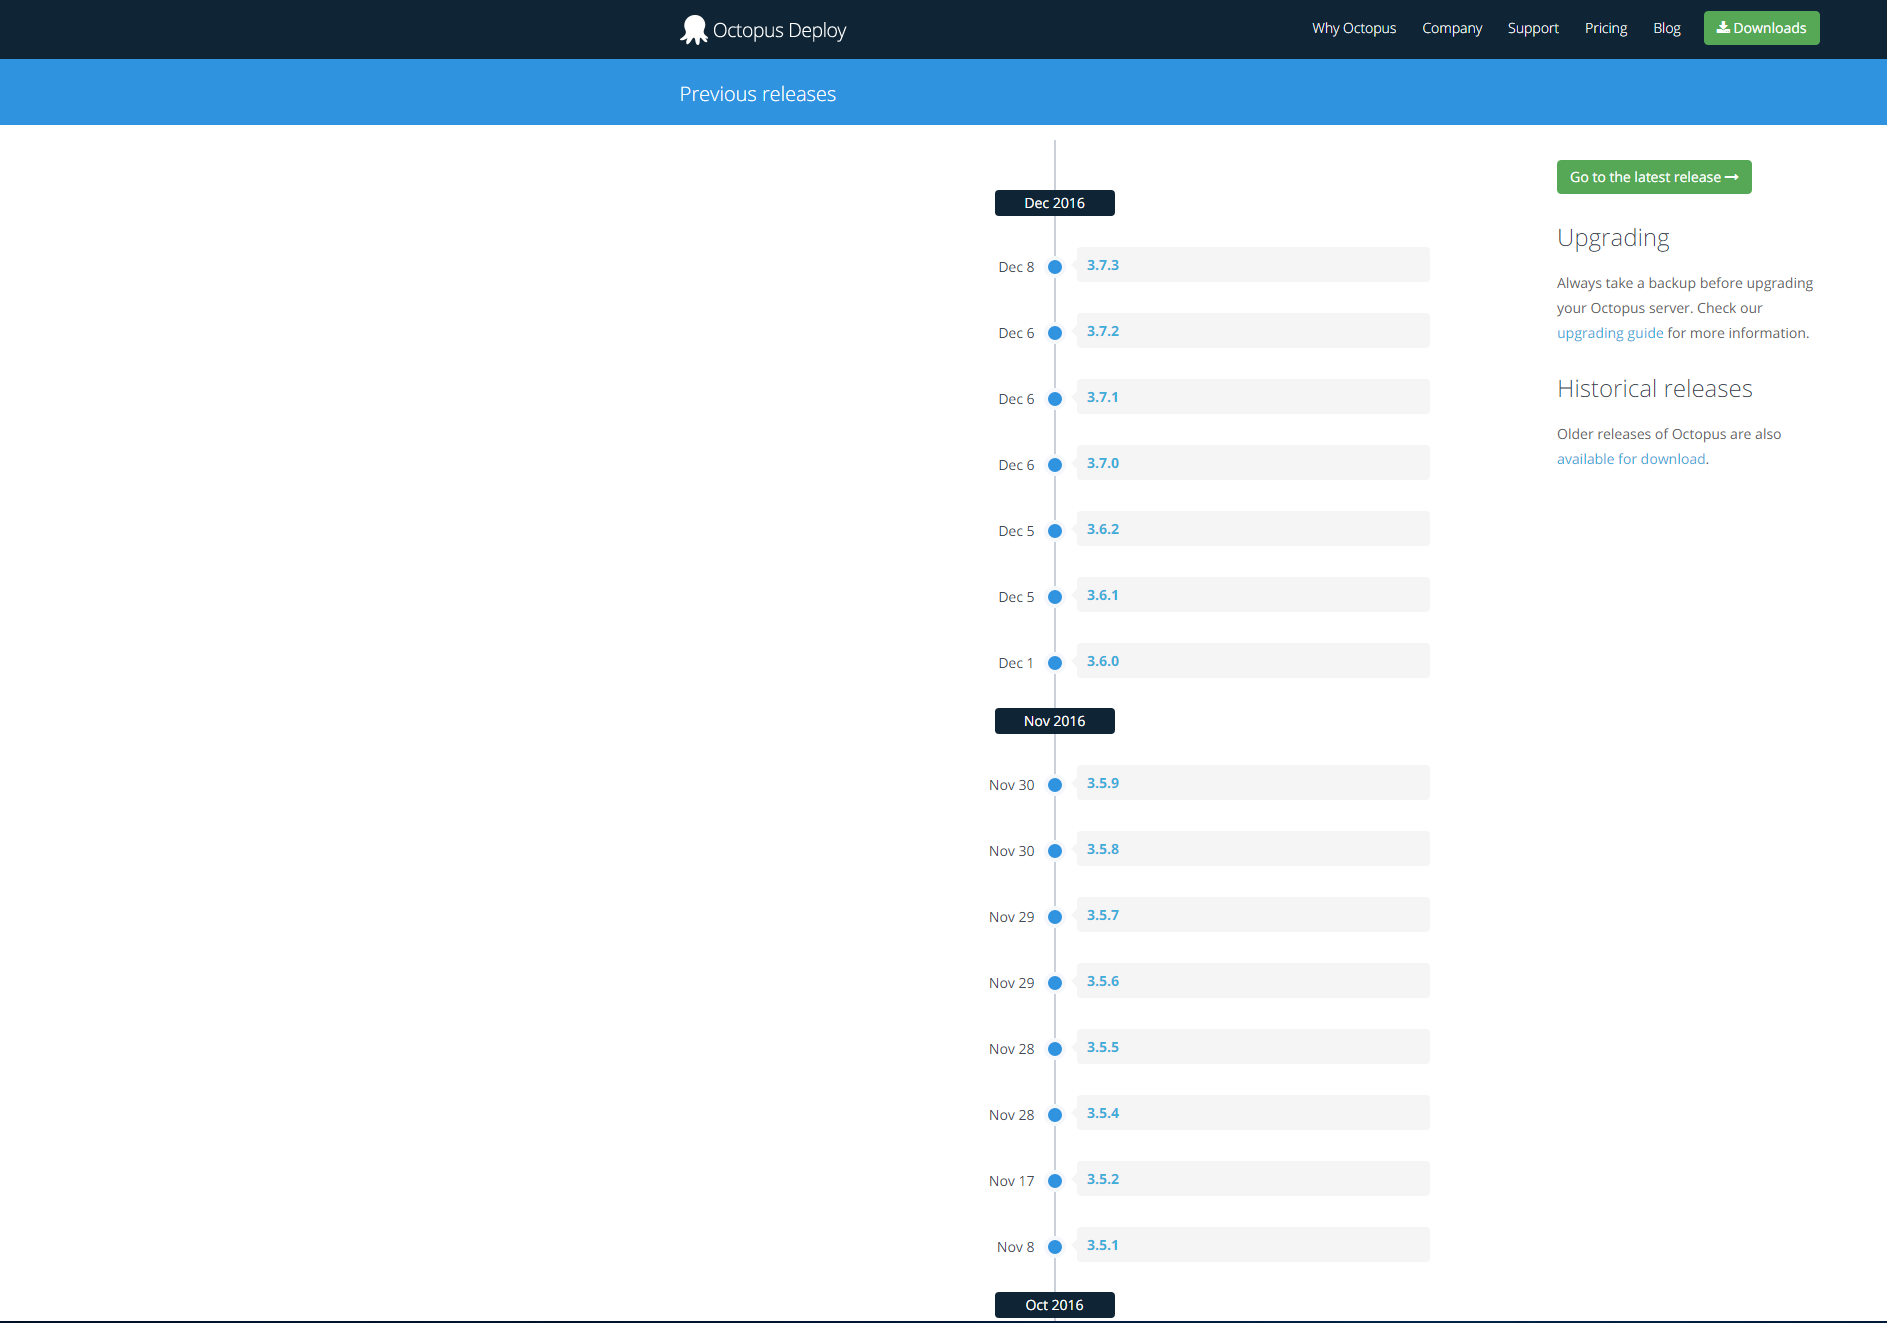 Octopus Deploy
Why Octopus Company Support Pricing Blog Downloads
Previous releases
Dec 2016
Dec 8 3.7.3
Dec 6 3.7.2
Dec 6 3.7.1
Dec 6 3.7.0
Dec 5 3.6.2
Dec 5 3.6.1
Dec 1 3.6.0
Nov 2016
Nov 30 3.5.9
Nov 30 3.5.8
Nov 29 3.5.7
Nov 29 3.5.6
Nov 28 3.5.5
Nov 28 3.5.4
Nov 17 3.5.2
Nov 8 3.5.1
Oct 2016
Go to the latest release →
Upgrading
Always take a backup before upgrading
your Octopus server. Check our
upgrading guide for more information.
Historical releases
Older releases of Octopus are also
available for download.